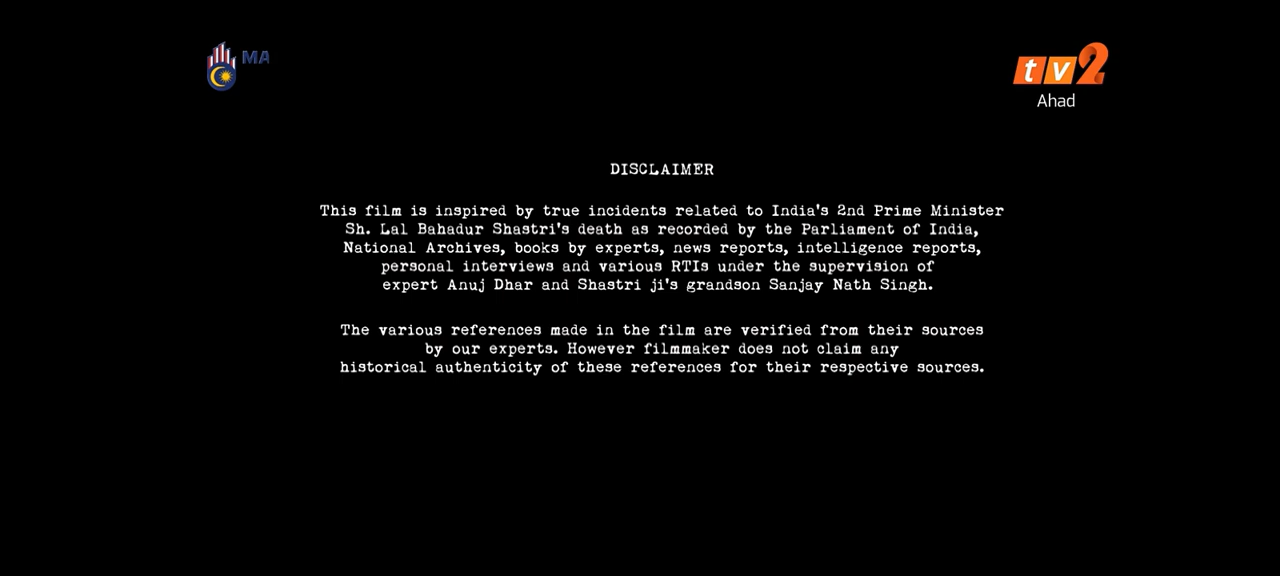 MA
tv2
Ahad
DISCLAIMER
This film is inspired by true incidents related to India's 2nd Prime Minister
Sh. Lal Bahadur Shastri's death as recorded by the Parliament of India,
National Archives, books by experts, news reports, intelligence reports,
personal interviews and various RTIs under the supervision of
expert Anuj Dhar and Shastri ji's grandson Sanjay Nath Singh.
The various references made in the film are verified from their sources
by our experts. However filmmaker does not claim any
historical authenticity of these references for their respective sources.